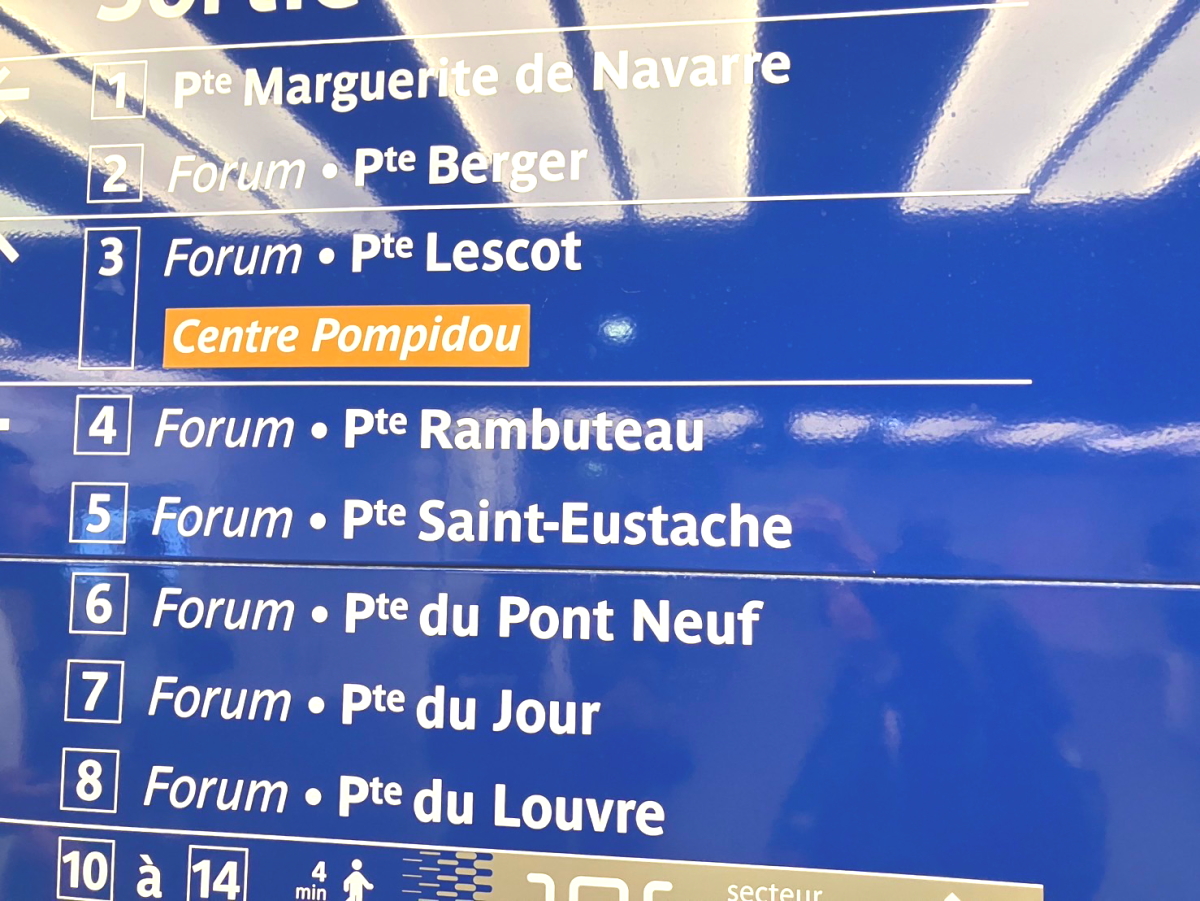 Sortie
1 Pte Marguerite de Navarre
2 Forum • Pte Berger
3 Forum • Pte Lescot
Centre Pompidou
4 Forum • Pte Rambuteau
5 Forum • Pte Saint-Eustache
6 Forum • Pte du Pont Neuf
7 Forum • Pte du Jour
8 Forum • Pte du Louvre
10 à 14 4 min secteur